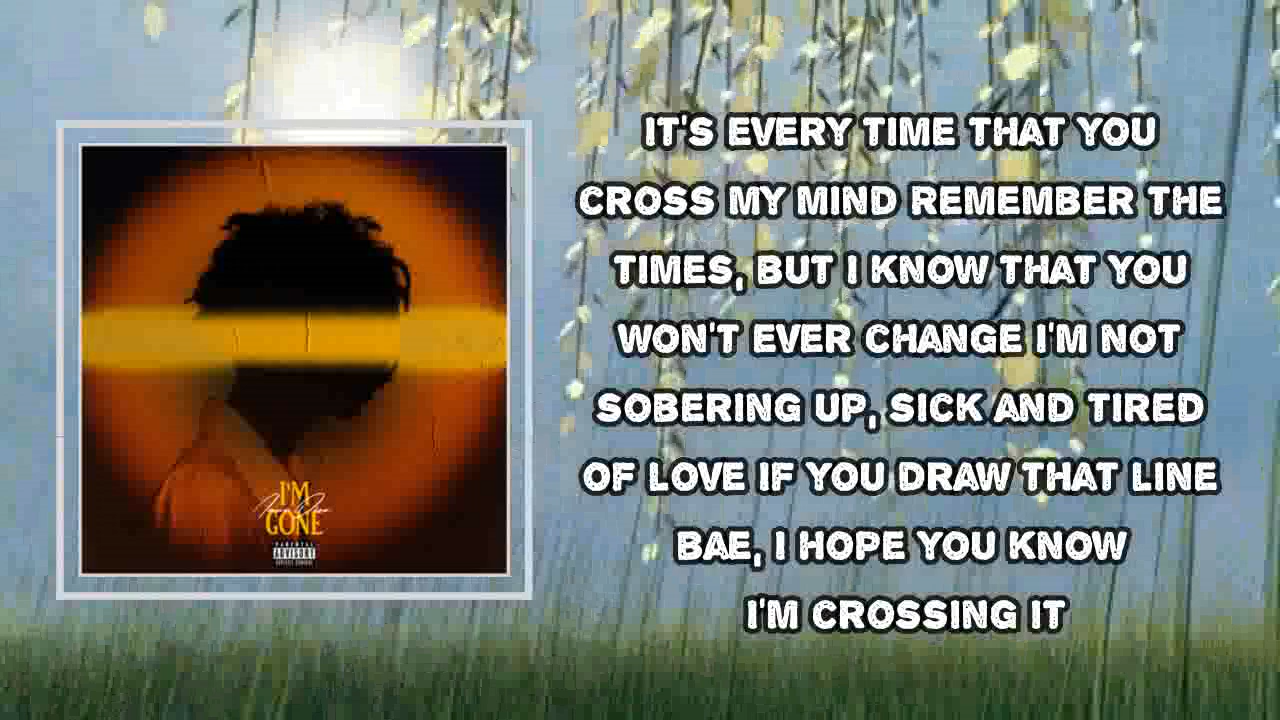 IT'S EVERY TIME THAT YOU
CROSS MY MIND REMEMBER THE
TIMES, BUT I KNOW THAT YOU
WON'T EVER CHANGE I'M NOT
SOBERING UP, SICK AND TIRED
OF LOVE IF YOU DRAW THAT LINE
BAE, I HOPE YOU KNOW
I'M CROSSING IT
I'M
GONE
PARENTAL
ADVISORY
EXPLICIT CONTENT